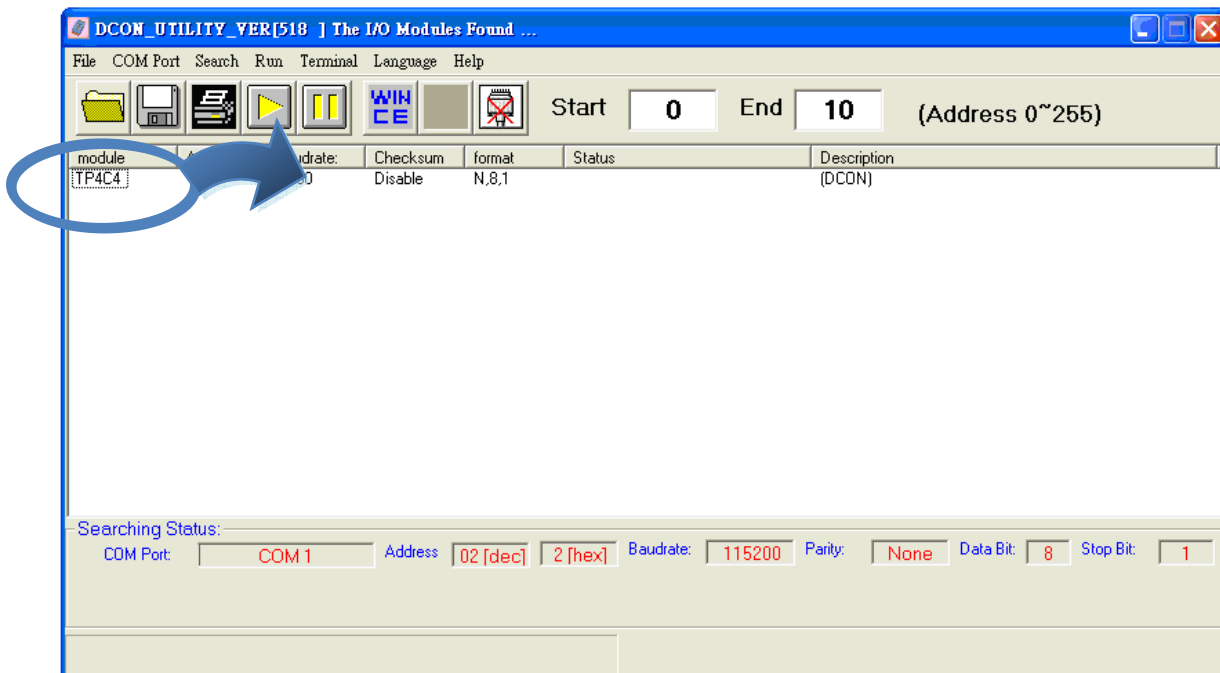 DCON_UTILITY_VER[518 ] The I/O Modules Found ...
File COM Port Search Run Terminal Language Help
WIN CE Start 0 End 10 (Address 0~255)
module Checksum format Status Description
TP4C4 Disable N,8,1 (DCON)
Searching Status:
COM Port: COM 1 Address 02 [dec] 2 [hex] Baudrate: 115200 Parity: None Data Bit: 8 Stop Bit: 1